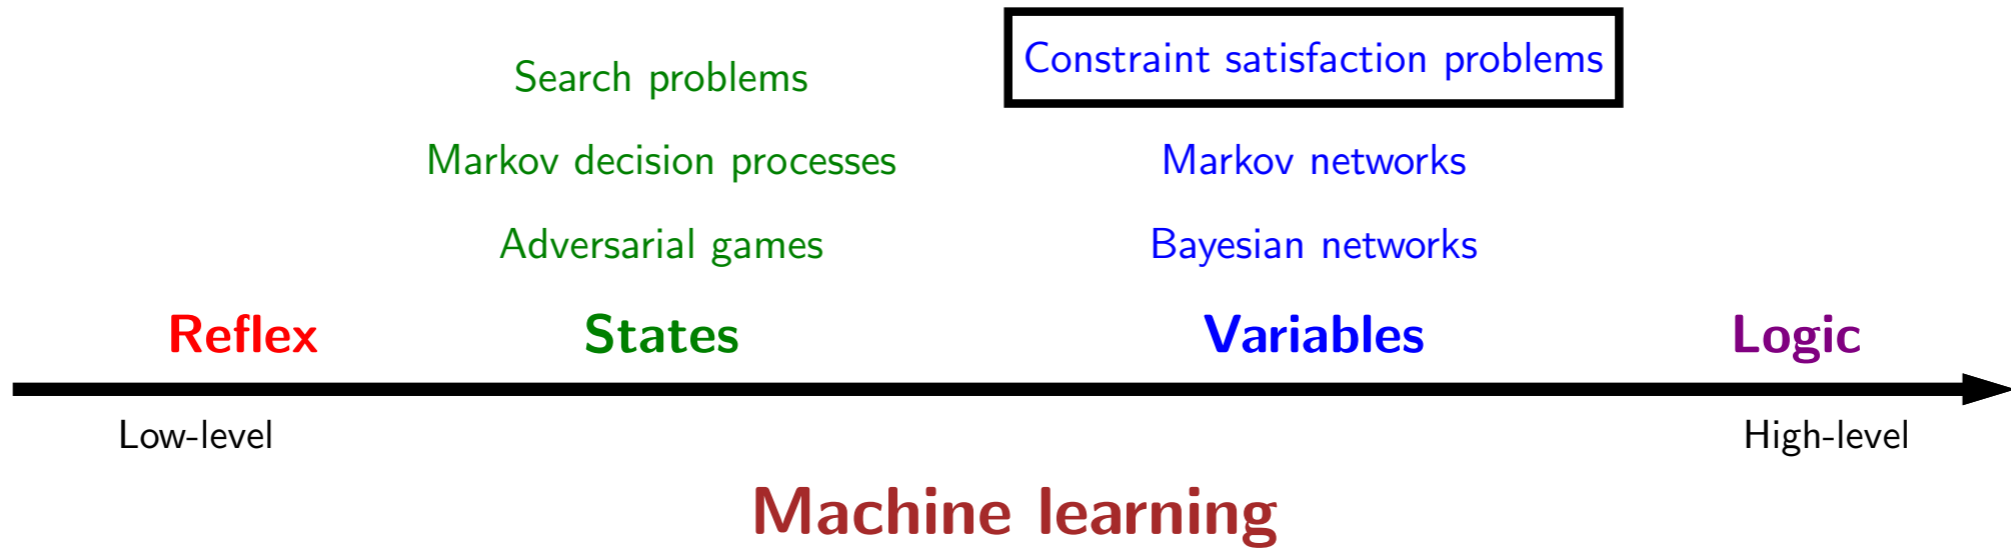 Constraint satisfaction problems
Search problems
Markov decision processes
Markov networks
Adversarial games
Bayesian networks
Reflex
States
Variables
Logic
Low-level
High-level
Machine learning